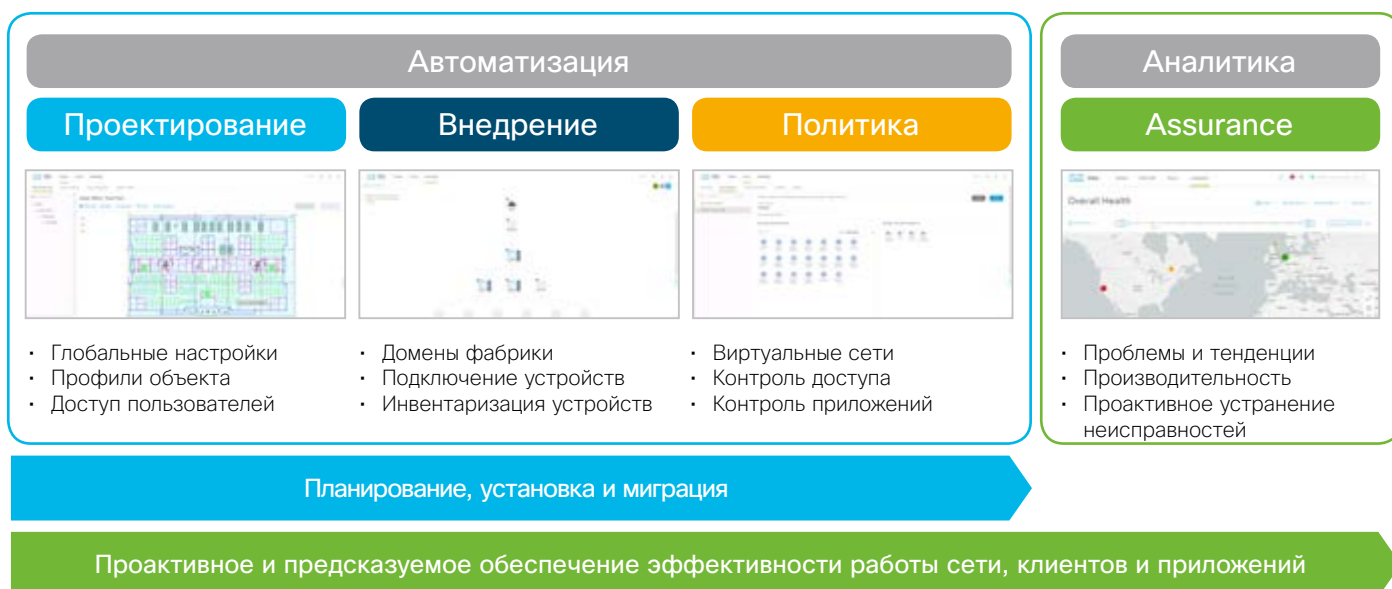 Автоматизация
Аналитика
Проектирование
Внедрение
Политика
Assurance
Overall Health
· Глобальные настройки
· Профили объекта
· Доступ пользователей
· Домены фабрики
· Подключение устройств
· Инвентаризация устройств
· Виртуальные сети
· Контроль доступа
· Контроль приложений
· Проблемы и тенденции
· Производительность
· Проактивное устранение
неисправностей
Планирование, установка и миграция
Проактивное и предсказуемое обеспечение эффективности работы сети, клиентов и приложений